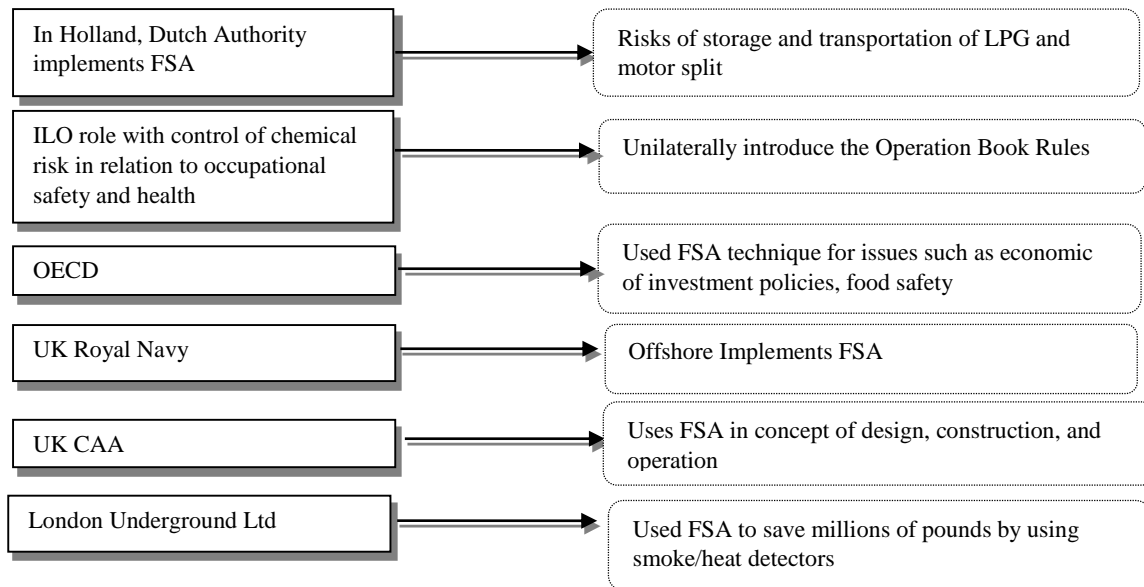 In Holland, Dutch Authority
implements FSA
Risks of storage and transportation of LPG and
motor split
ILO role with control of chemical
risk in relation to occupational
safety and health
Unilaterally introduce the Operation Book Rules
OECD
Used FSA technique for issues such as economic
of investment policies, food safety
UK Royal Navy
Offshore Implements FSA
UK CAA
Uses FSA in concept of design, construction, and
operation
London Underground Ltd
Used FSA to save millions of pounds by using
smoke/heat detectors